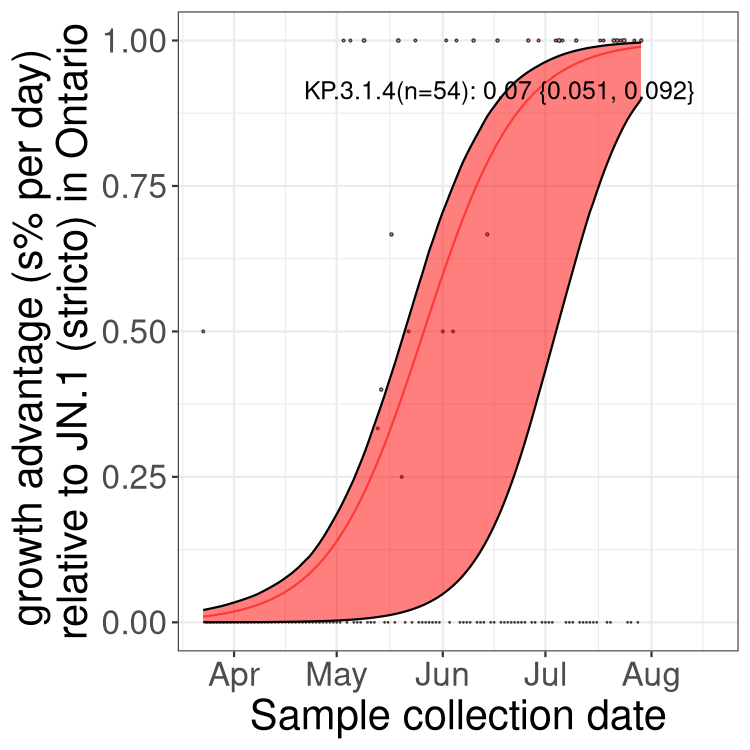 growth advantage (s% per day)
relative to JN.1 (stricto) in Ontario
1.00
0.75
0.50
0.25
0.00
KP.3.1.4(n=54): 0.07 {0.051, 0.092}
Apr May Jun Jul Aug
Sample collection date